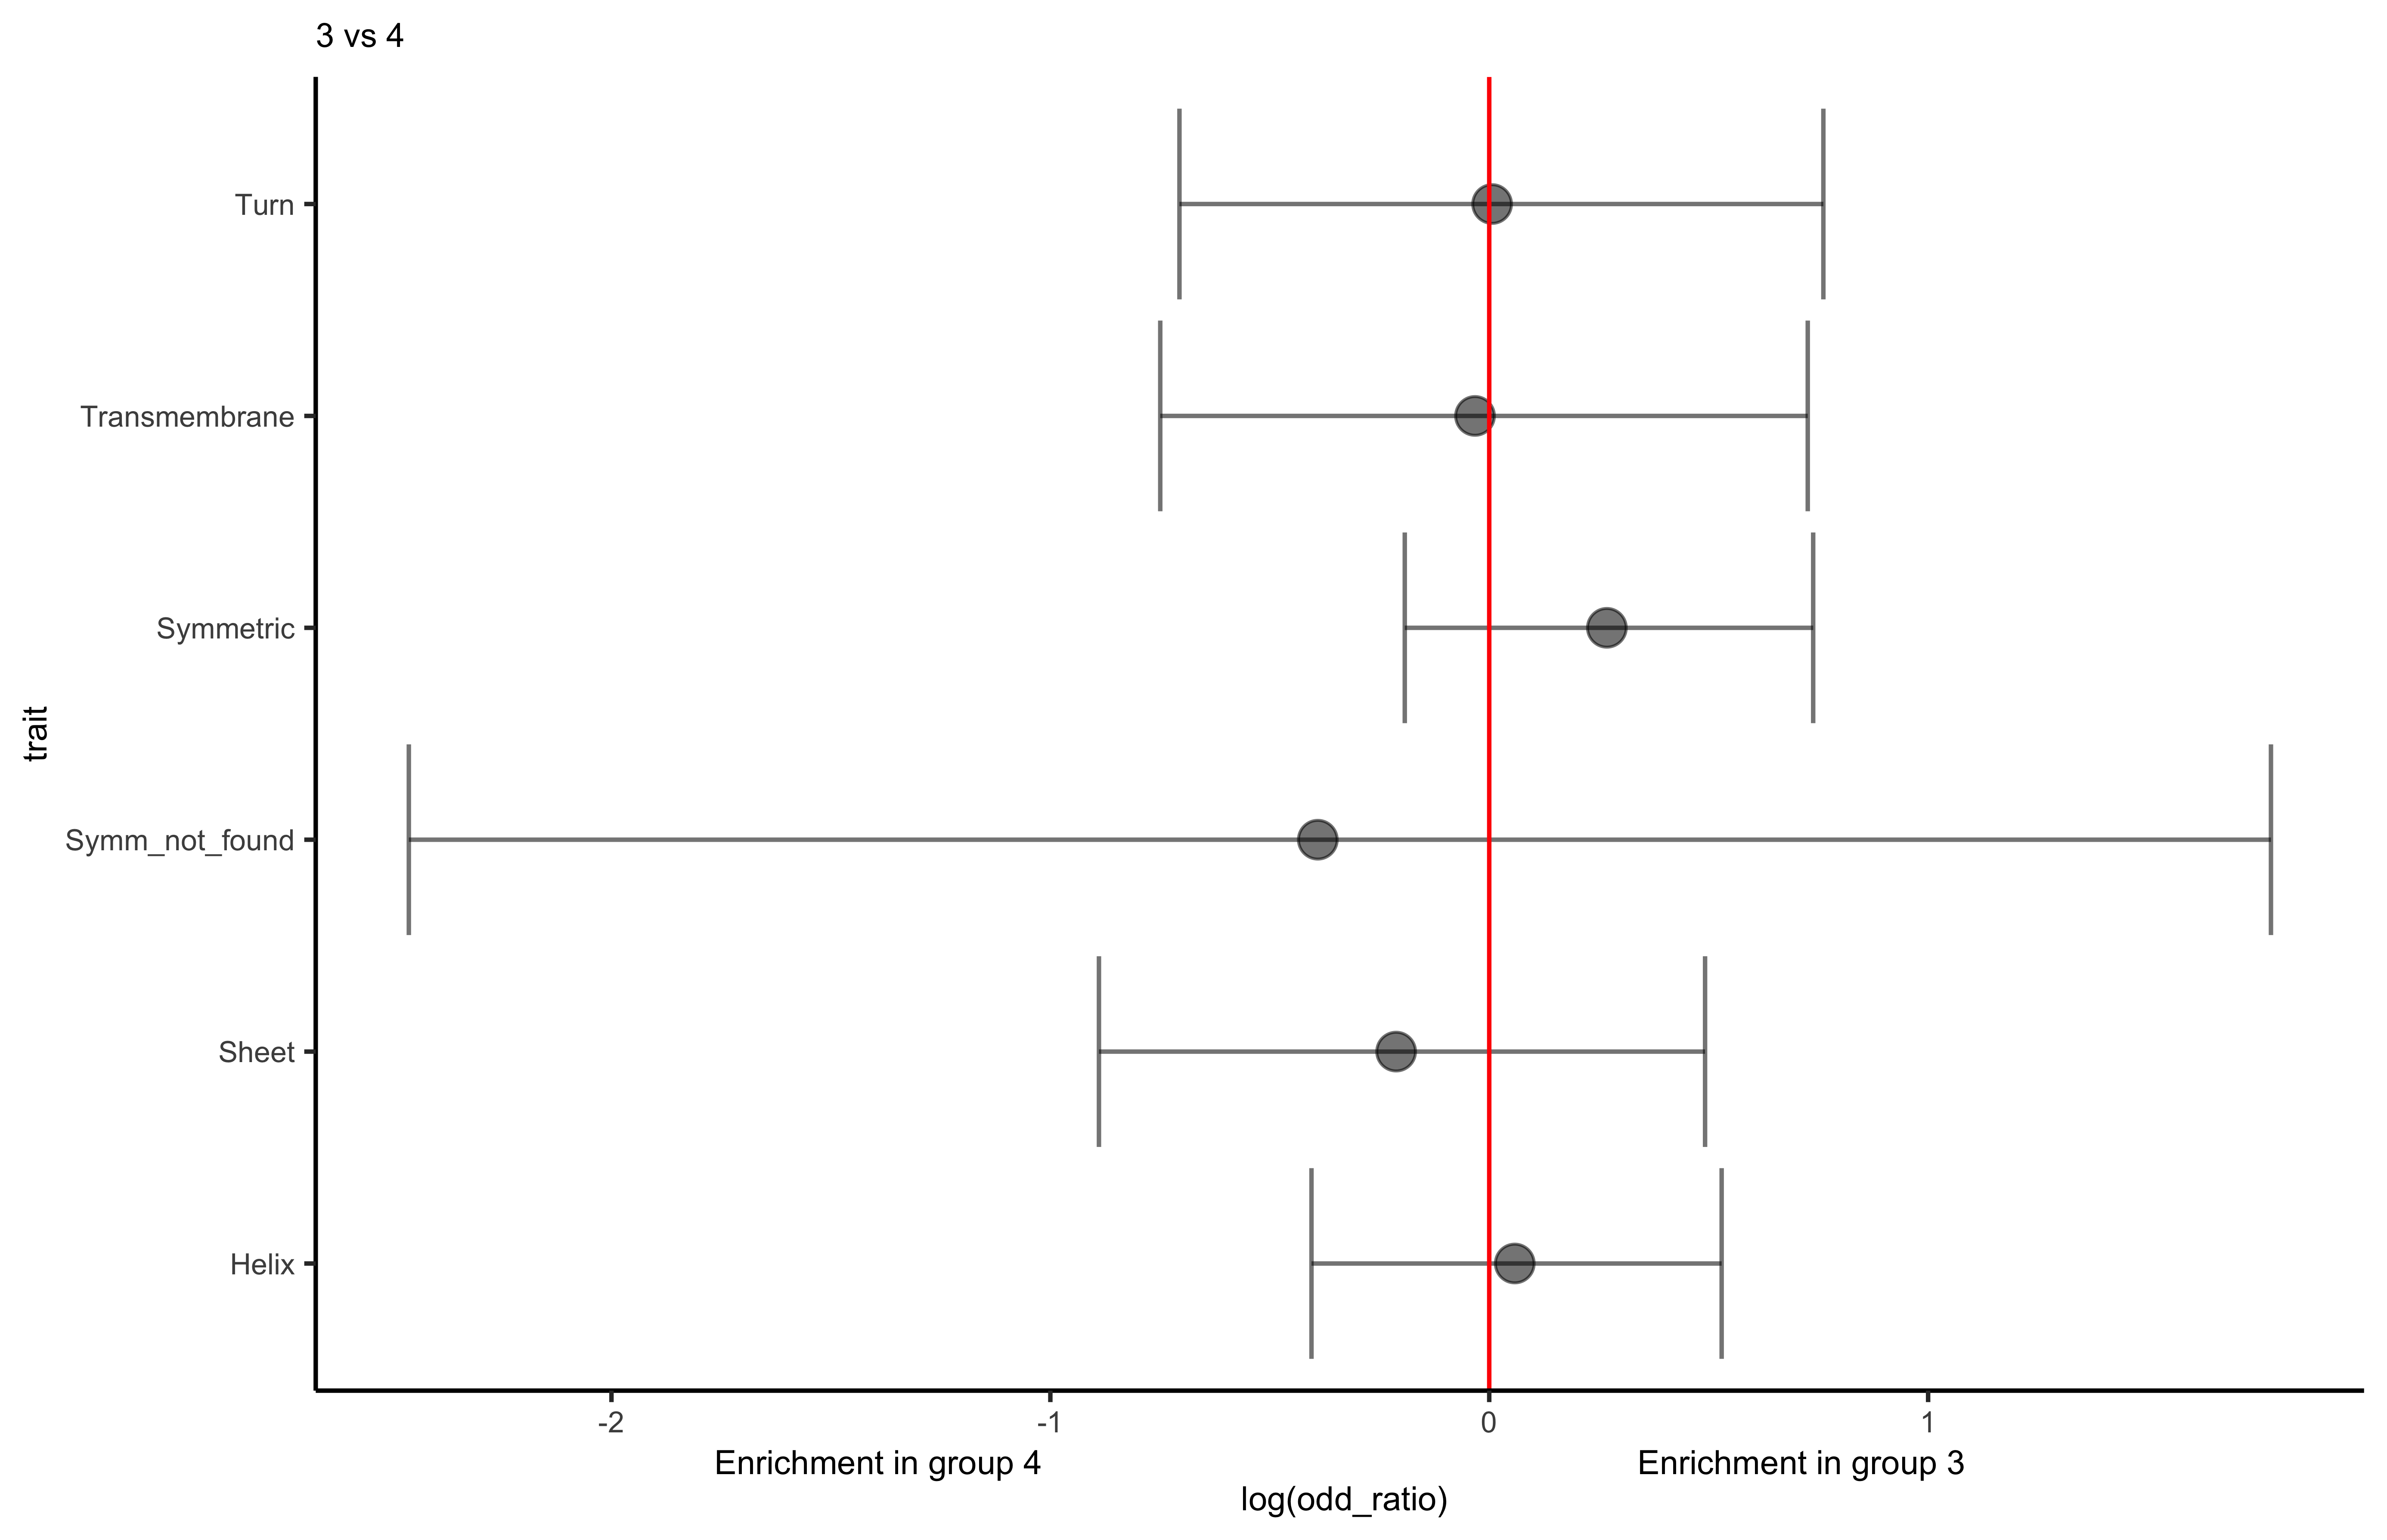 3 vs 4
Turn
Transmembrane
Symmetric
Symm_not_found
Sheet
Helix
trait
-2 -1 0 1
Enrichment in group 4 Enrichment in group 3
log(odd_ratio)